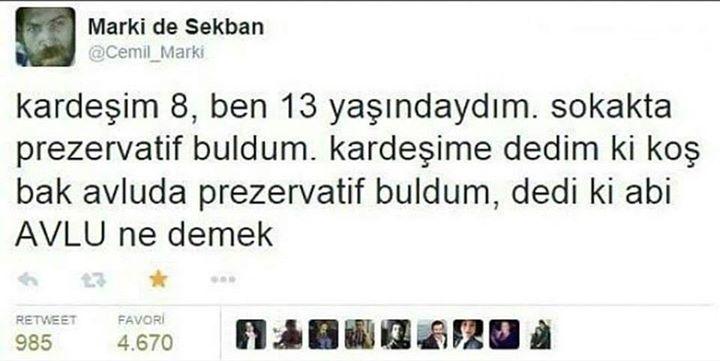 Marki de Sekban
@Cemil_Marki
kardeşim 8, ben 13 yaşındaydım. sokakta
prezervatif buldum. kardeşime dedim ki koş
bak avluda prezervatif buldum, dedi ki abi
AVLU ne demek
RETWEET FAVORİ
985 4.670